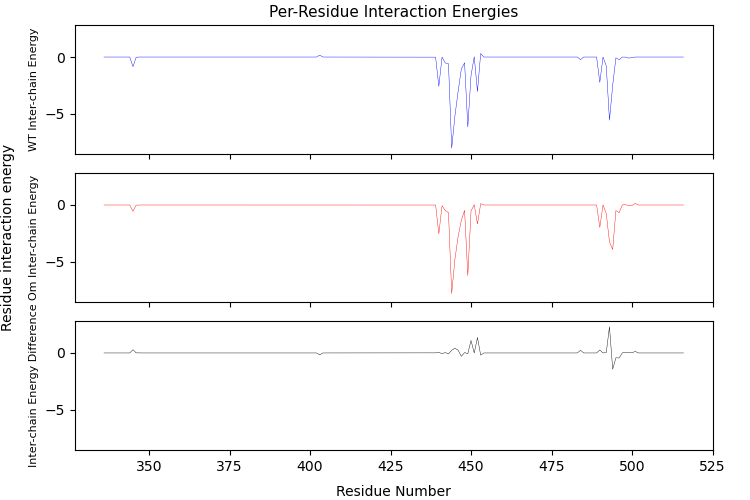 Per-Residue Interaction Energies
Residue interaction energy
WT Inter-chain Energy
0
−5
Om Inter-chain Energy
0
−5
Inter-chain Energy Difference
0
−5
350
375
400
425
450
475
500
525
Residue Number